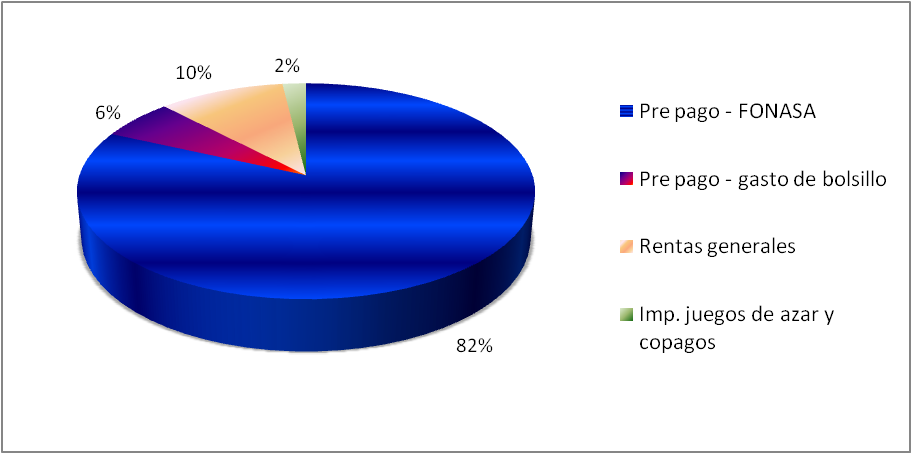 2%
10%
6%
82%
Pre pago - FONASA
Pre pago - gasto de bolsillo
Rentas generales
Imp. juegos de azar y
copagos